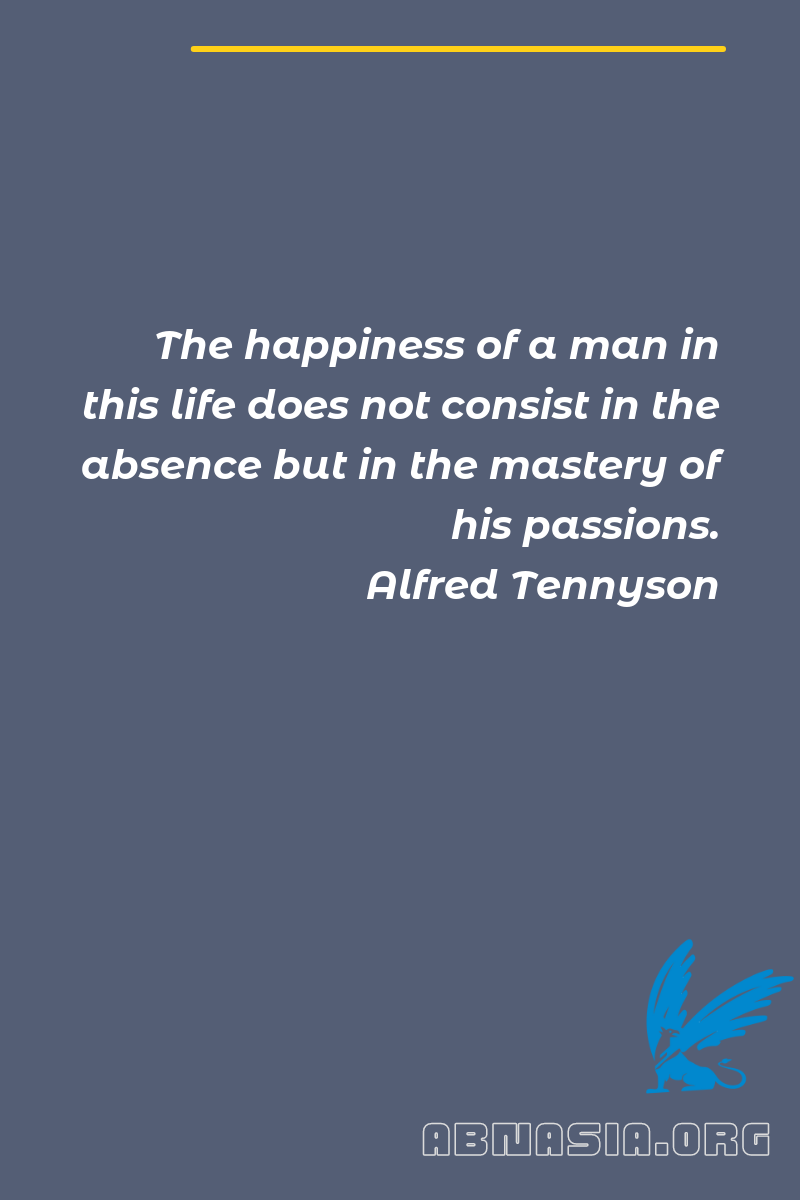 The happiness of a man in
this life does not consist in the
absence but in the mastery of
his passions.
Alfred Tennyson
ABNASIA.ORG